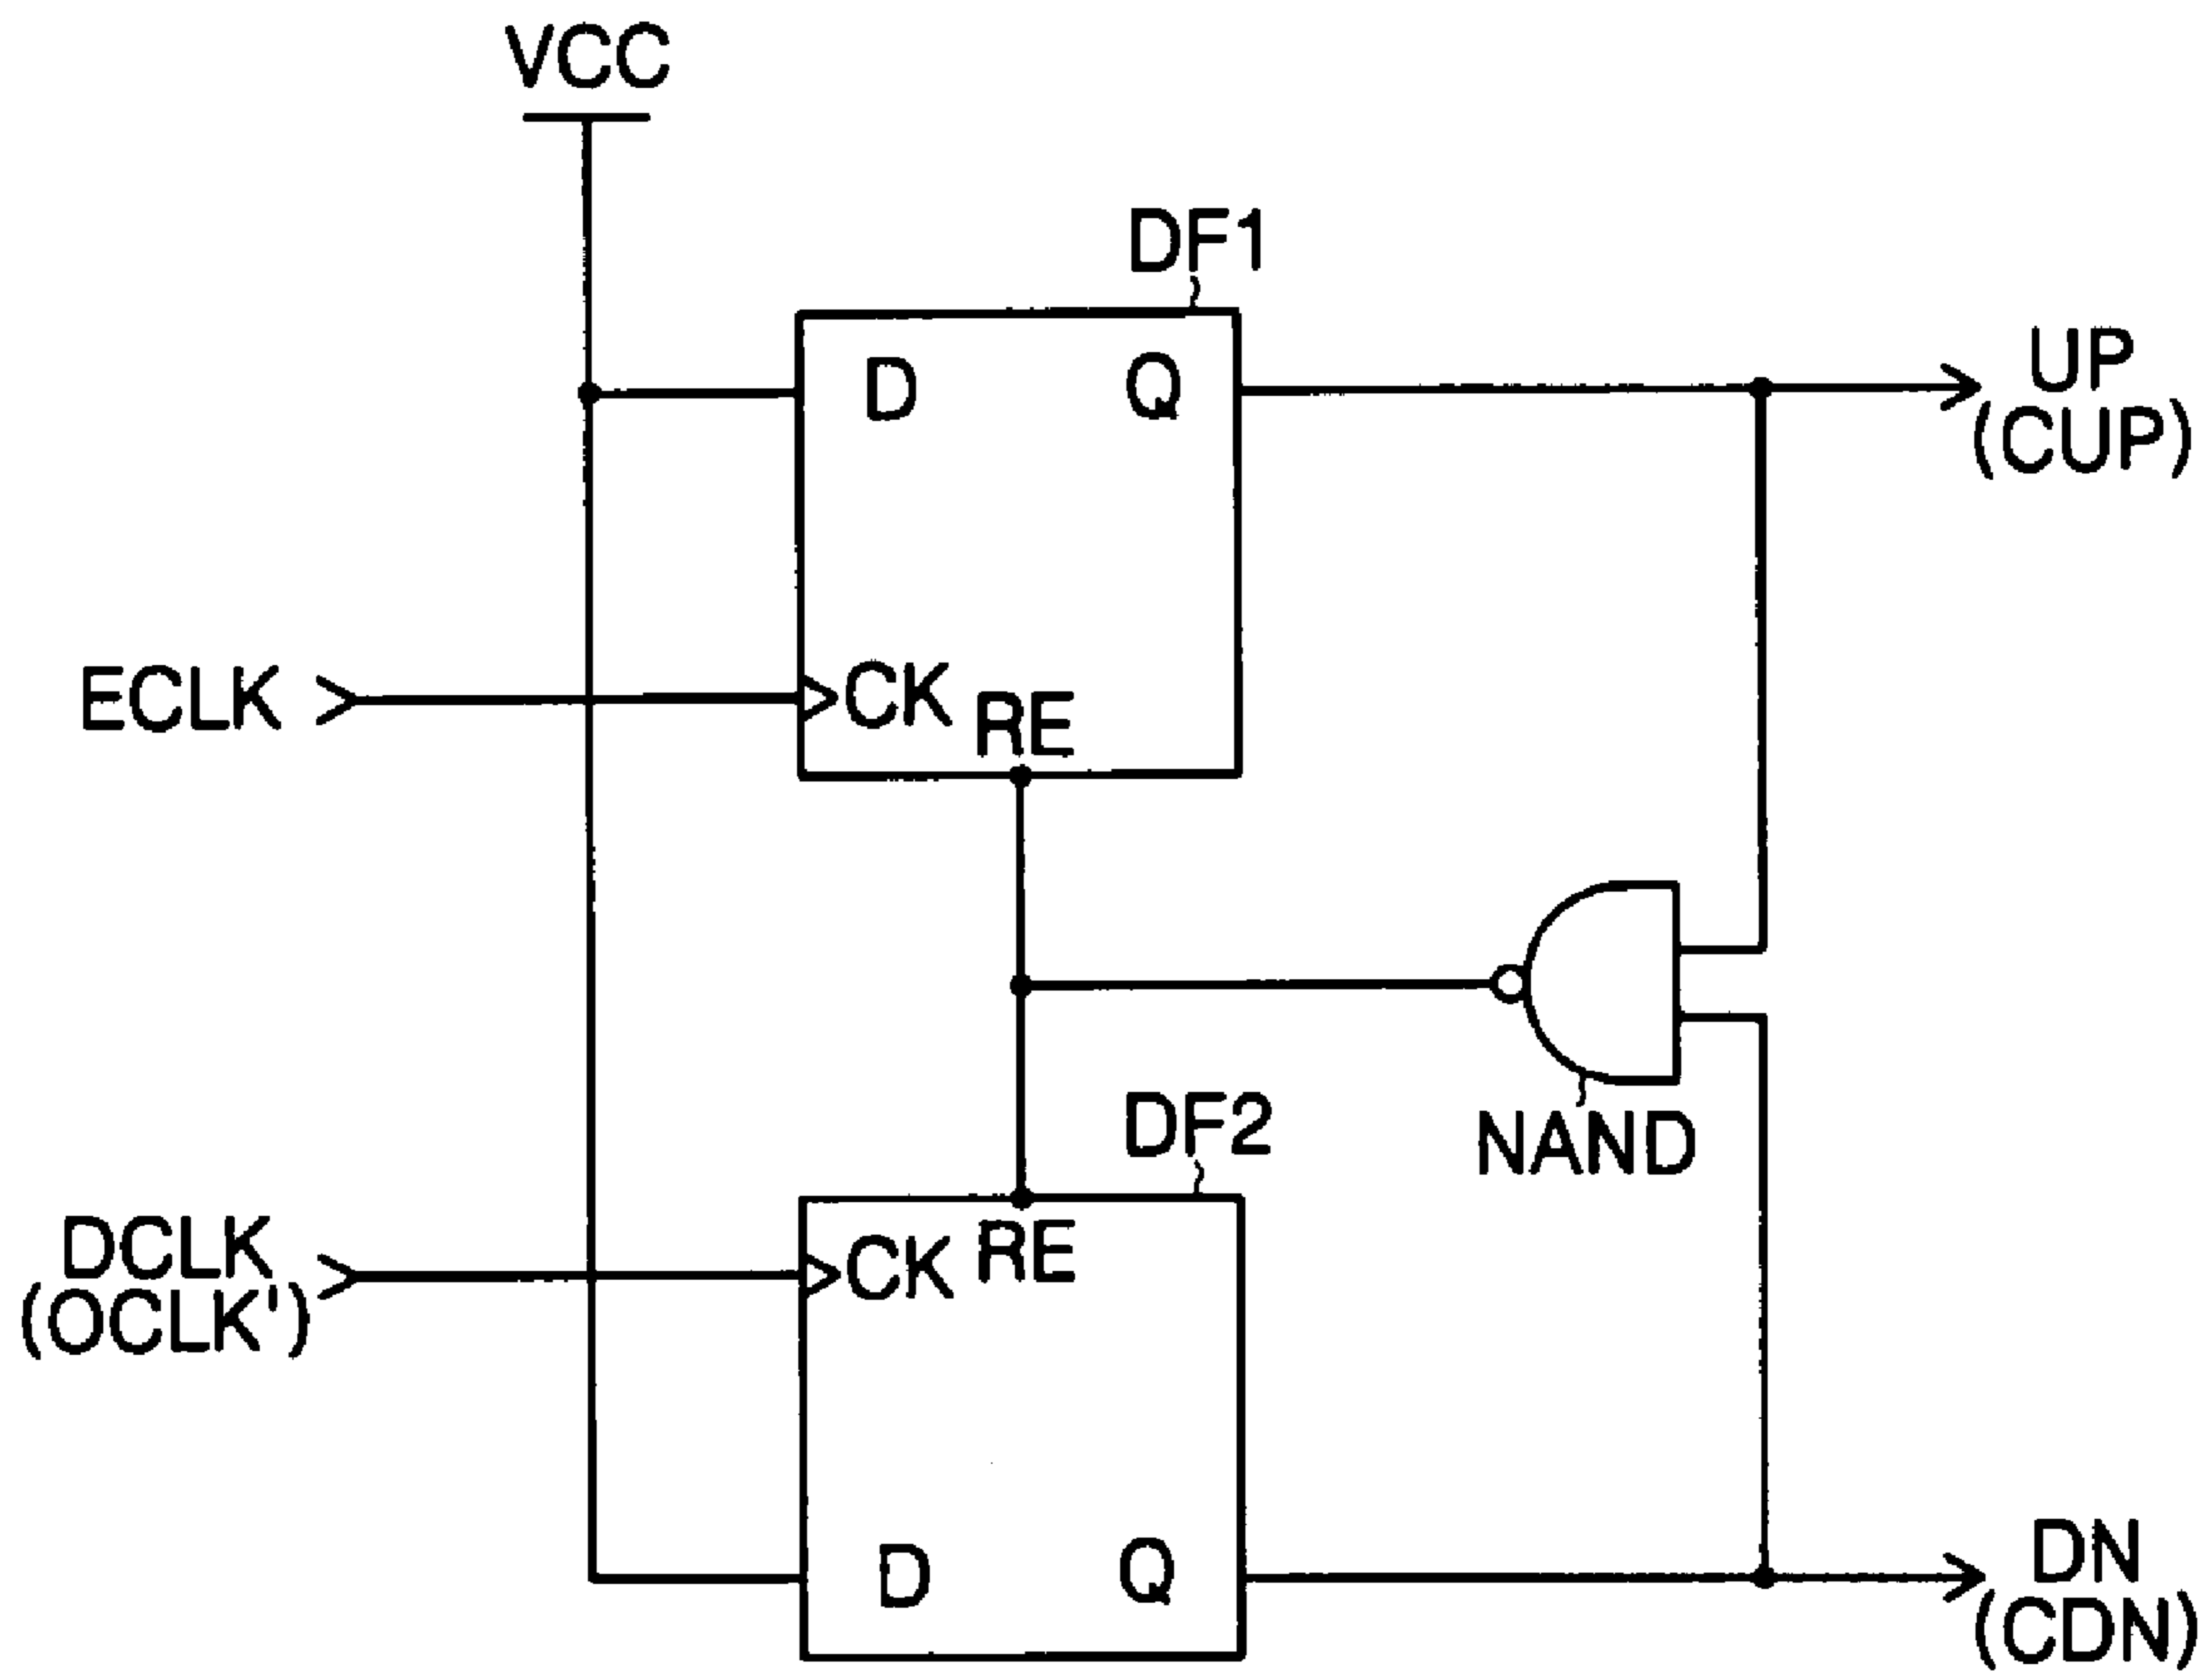 VCC
DF1
D
Q
UP
(CUP)
ECLK
CK
RE
NAND
DF2
DCLK
(OCLK')
CK
RE
D
Q
DN
(CDN)